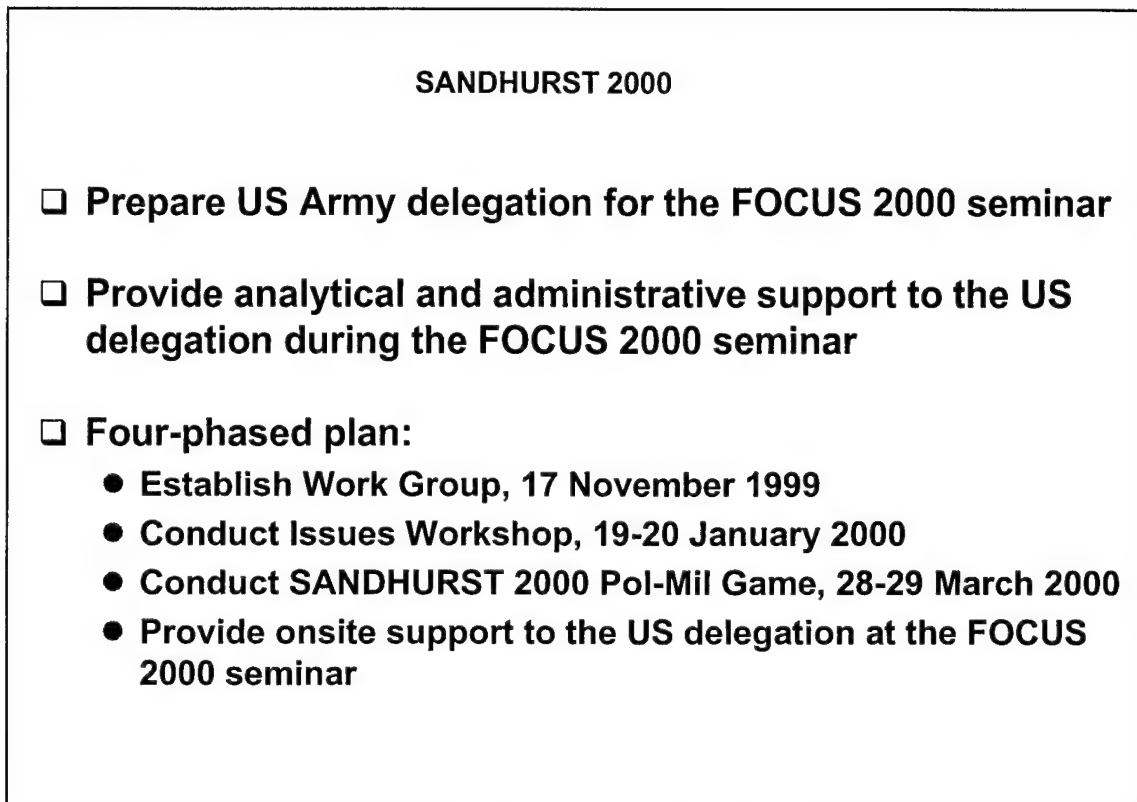 SANDHURST 2000
❑ Prepare US Army delegation for the FOCUS 2000 seminar
❑ Provide analytical and administrative support to the US
delegation during the FOCUS 2000 seminar
❑ Four-phased plan:
● Establish Work Group, 17 November 1999
● Conduct Issues Workshop, 19-20 January 2000
● Conduct SANDHURST 2000 Pol-Mil Game, 28-29 March 2000
● Provide onsite support to the US delegation at the FOCUS
2000 seminar